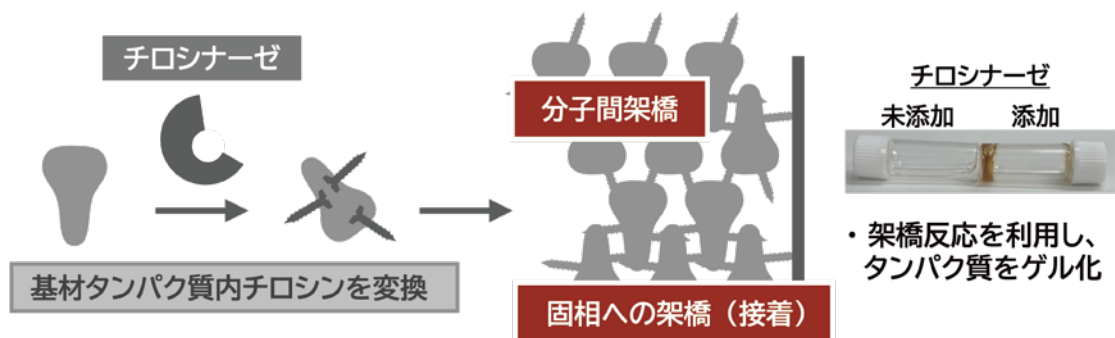 チロシナーゼ
基材タンパク質内チロシンを変換
分子間架橋
固相への架橋（接着）
チロシナーゼ
未添加 添加
・架橋反応を利用し、
タンパク質をゲル化